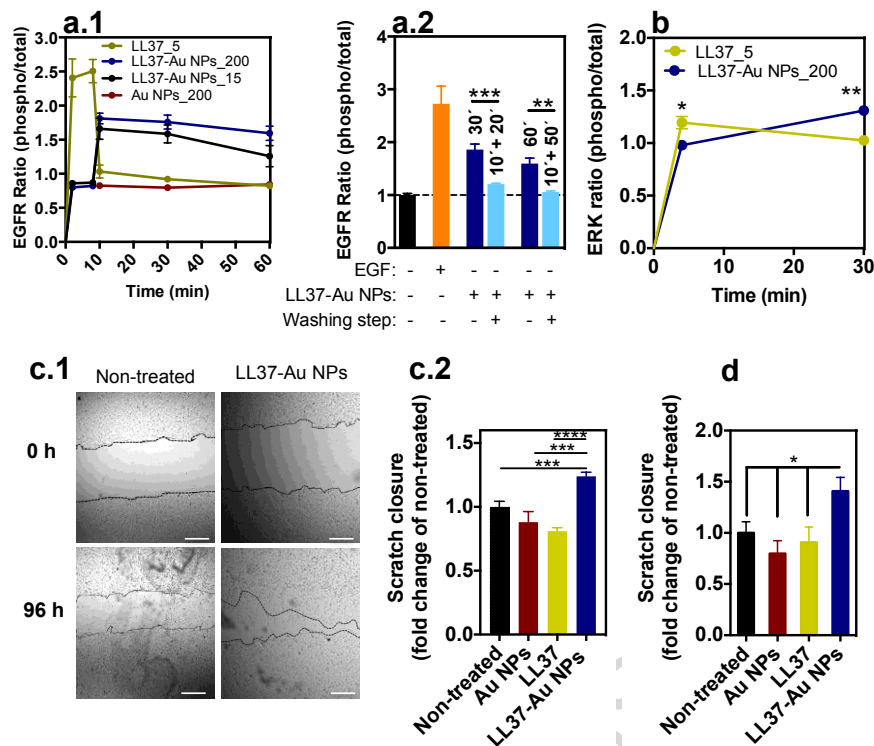 a.1
EGFR Ratio (phospho/total)
3.0
2.5
2.0
1.5
1.0
0.5
0.0
LL37_5
LL37-Au NPs_200
LL37-Au NPs_15
Au NPs_200
0
10
20
30
40
50
60
Time (min)
a.2
EGFR Ratio (phospho/total)
4
3
2
1
***
**
30´
10´+ 20´
60´
10´+ 50´
EGF: - + - - - -
LL37-Au NPs: - - + + + +
Washing step: - - - + - +
b
ERK ratio (phospho/total)
2.0
1.5
1.0
0.5
0.0
LL37_5
LL37-Au NPs_200
*
**
0
10
20
30
Time (min)
c.1
Non-treated
LL37-Au NPs
0 h
96 h
c.2
Scratch closure
(fold change of non-treated)
1.5
1.0
0.5
0.0
****
***
***
Non-treated
Au NPs
LL37
LL37-Au NPs
d
Scratch closure
(fold change of non-treated)
2.0
1.5
1.0
0.5
0.0
*
Non-treated
Au NPs
LL37
LL37-Au NPs